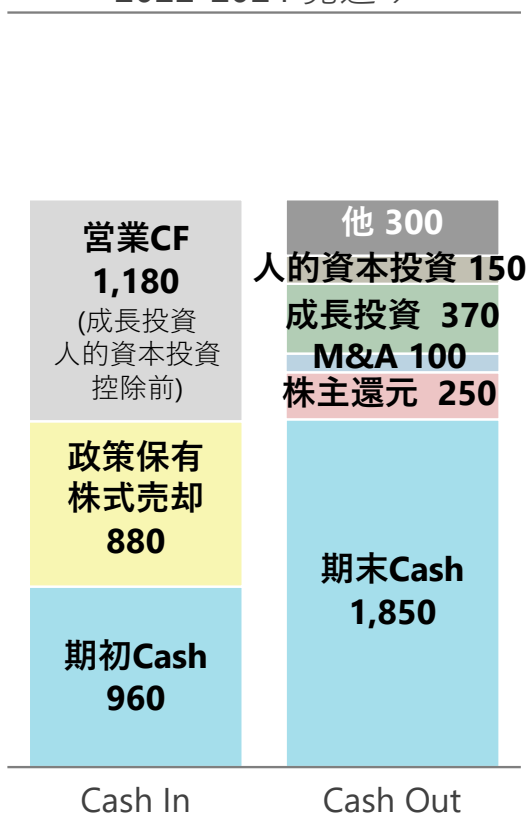 営業CF
1,180
(成長投資
人的資本投資
控除前)
政策保有
株式売却
880
期初Cash
960
他 300
人的資本投資 150
成長投資 370
M&A 100
株主還元 250
期末Cash
1,850
Cash In
Cash Out